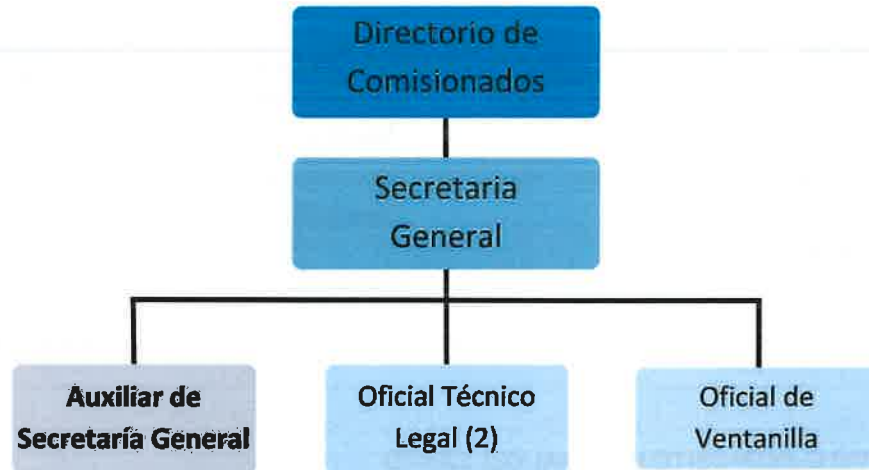 Directorio de
Comisionados
Secretaria
General
Auxiliar de
Secretaría General
Oficial Técnico
Legal (2)
Oficial de
Ventanilla